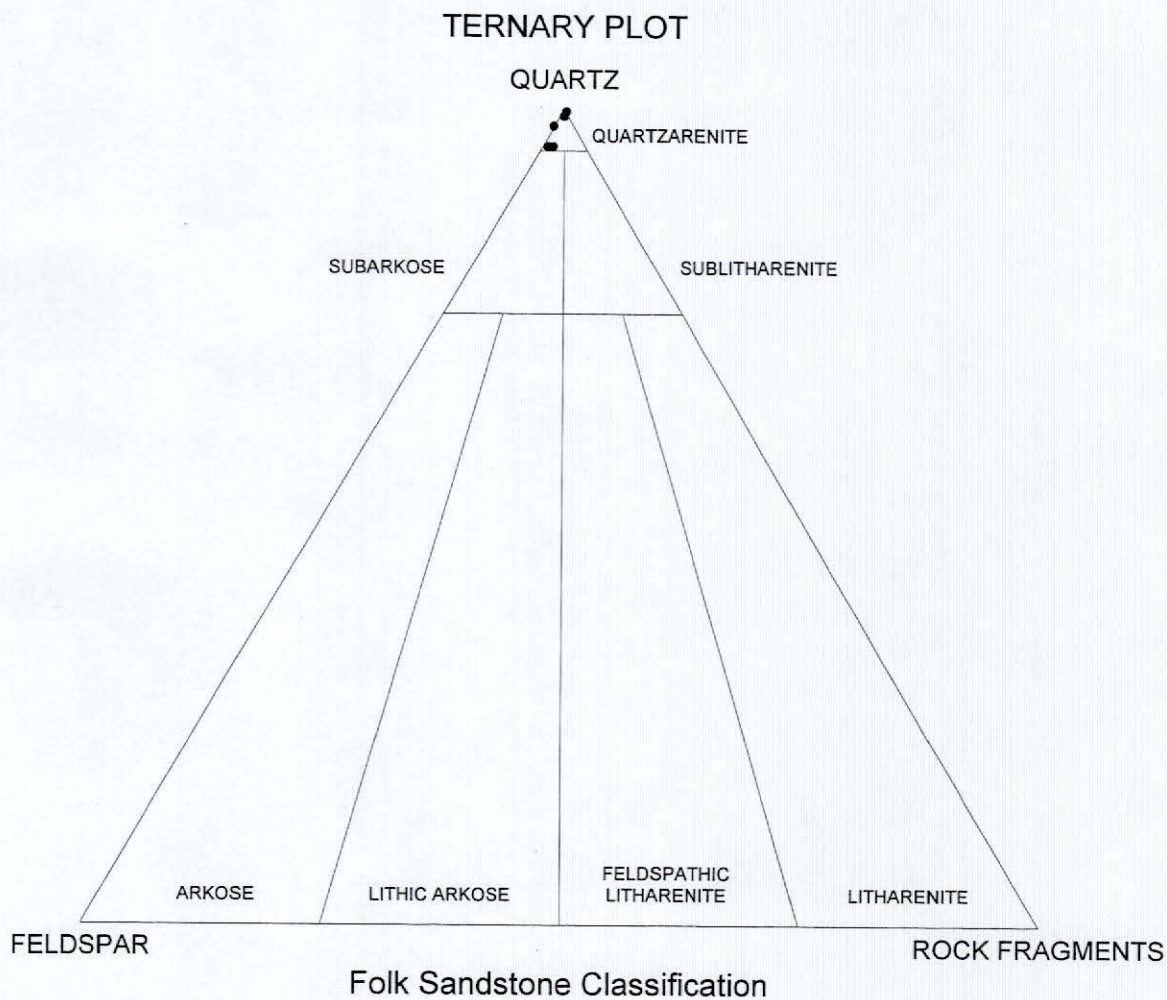 TERNARY PLOT
QUARTZ
QUARTZARENITE
SUBARKOSE
SUBLITHARENITE
ARKOSE
LITHIC ARKOSE
FELDSPATHIC
LITHARENITE
LITHARENITE
FELDSPAR
ROCK FRAGMENTS
Folk Sandstone Classification